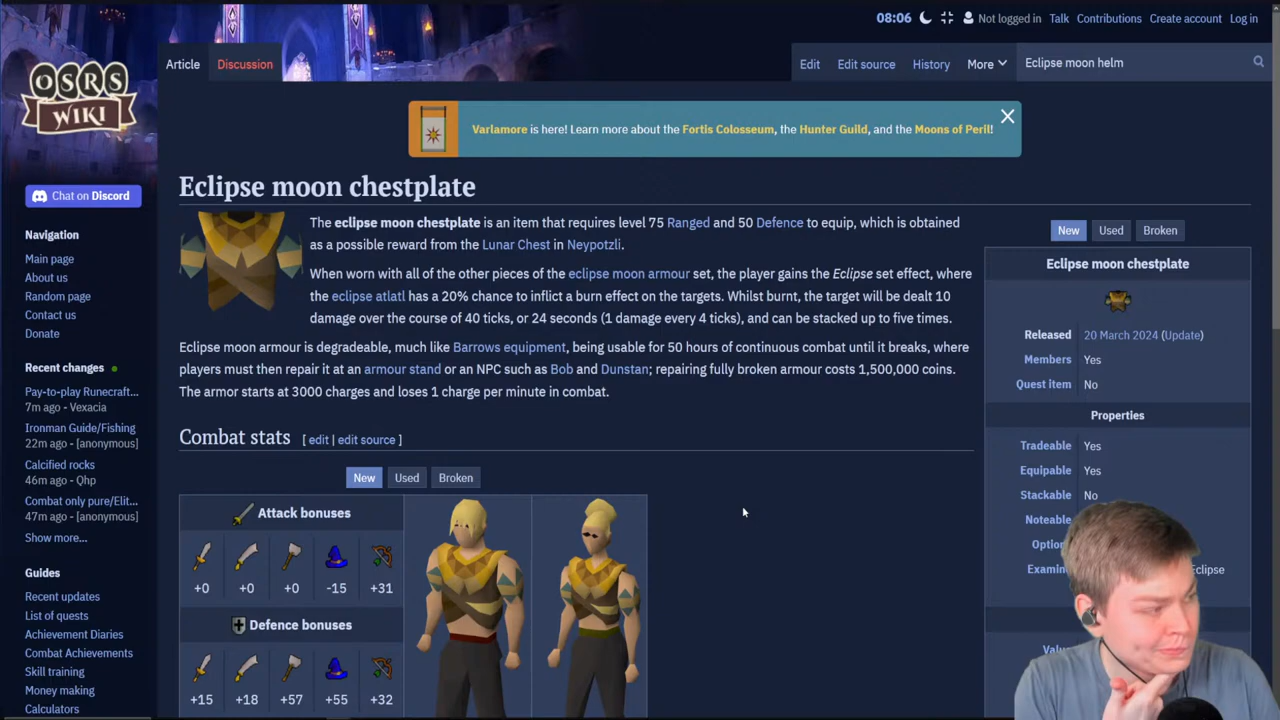 08:06 Not logged in Talk Contributions Create account Log in
OSRS
WIKI
Article Discussion Edit Edit source History More Eclipse moon helm
Varlamore is here! Learn more about the Fortis Colosseum, the Hunter Guild, and the Moons of Peril!
Chat on Discord
Navigation
Main page
About us
Random page
Contact us
Donate
Recent changes
Pay-to-play Runecraft...
7m ago - Vexacia
Ironman Guide/Fishing
22m ago - [anonymous]
Calcified rocks
46m ago - Qhp
Combat only pure/Elit...
47m ago - [anonymous]
Show more...
Guides
Recent updates
List of quests
Achievement Diaries
Combat Achievements
Skill training
Money making
Calculators
Eclipse moon chestplate
The eclipse moon chestplate is an item that requires level 75 Ranged and 50 Defence to equip, which is obtained
as a possible reward from the Lunar Chest in Neypotzli.
When worn with all of the other pieces of the eclipse moon armour set, the player gains the Eclipse set effect, where
the eclipse atlatl has a 20% chance to inflict a burn effect on the targets. Whilst burnt, the target will be dealt 10
damage over the course of 40 ticks, or 24 seconds (1 damage every 4 ticks), and can be stacked up to five times.
Eclipse moon armour is degradeable, much like Barrows equipment, being usable for 50 hours of continuous combat until it breaks, where
players must then repair it at an armour stand or an NPC such as Bob and Dunstan; repairing fully broken armour costs 1,500,000 coins.
The armor starts at 3000 charges and loses 1 charge per minute in combat.
Combat stats [ edit | edit source ]
New Used Broken
Attack bonuses
+0 +0 +0 -15 +31
Defence bonuses
+15 +18 +57 +55 +32
New Used Broken
Eclipse moon chestplate
Released 20 March 2024 (Update)
Members Yes
Quest item No
Properties
Tradeable Yes
Equipable Yes
Stackable No
Noteable
Eclipse